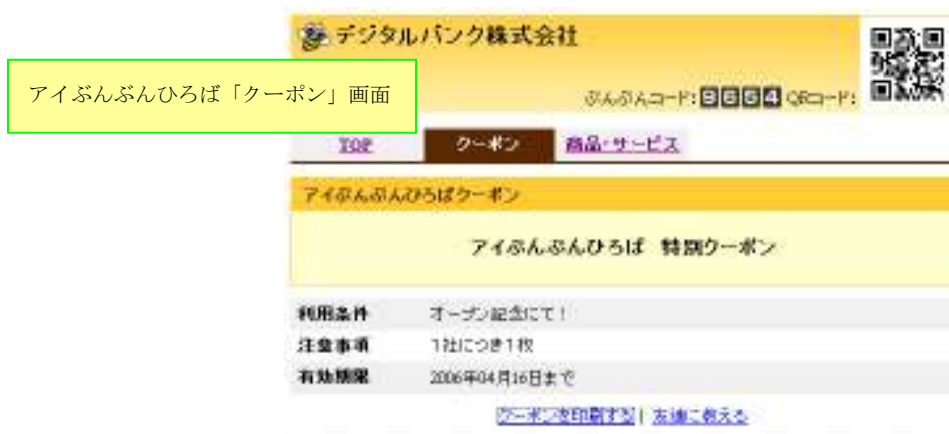 デジタルバンク株式会社
アイぶんぶんひろば「クーポン」画面
ぶんぶんコード: QRコード:
TOP クーポン 商品・サービス
アイぶんぶんひろばクーポン
アイぶんぶんひろば 特別クーポン
利用条件 オープン記念にて！
注意事項 1社につき1枚
有効期限 2006年04月16日まで
クーポンを印刷する | 友達に教える